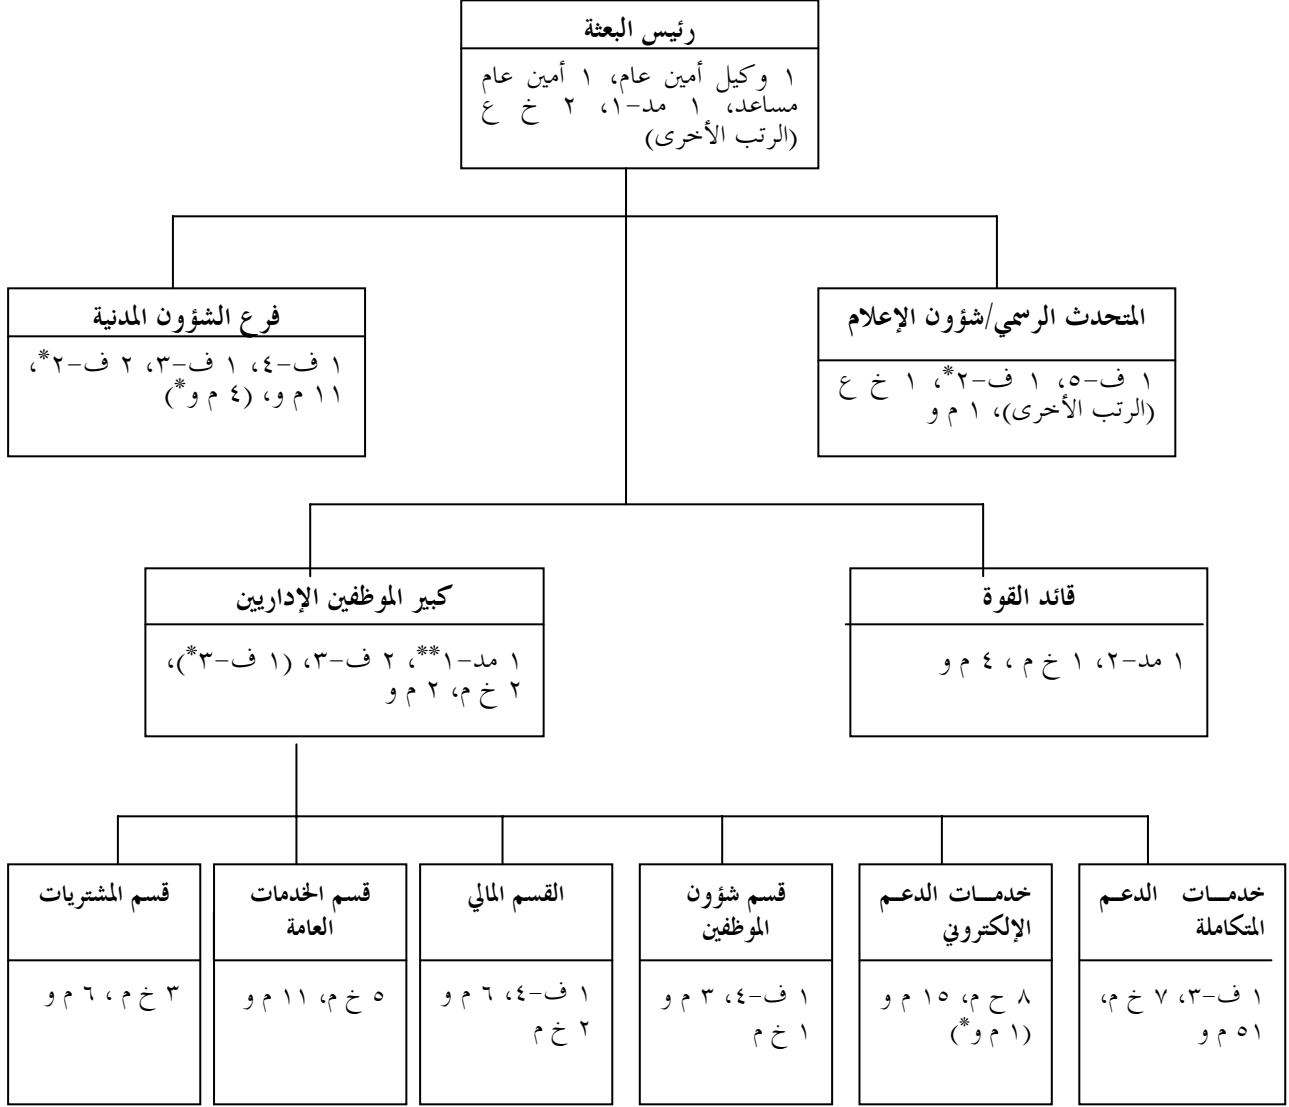 رئيس البعثة
١ وكيل أمين عام، ١ أمين عام
مساعد، ١ مد-١، ٢ خ ع
(الرتب الأخرى)
المتحدث الرسمي/شؤون الإعلام
١ ف-٥، ١ ف-٢*، ١ خ ع
(الرتب الأخرى)، ١ م و
فرع الشؤون المدنية
١ ف-٤، ١ ف-٣، ٢ ف-٢*،
١١ م و، (٤ م و*)
قائد القوة
١ مد-٢، ١ خ م، ٤ م و
كبير الموظفين الإداريين
١ مد-١**، ٢ ف-٣، (١ ف-٣*)،
٢ خ م، ٢ م و
خدمــات الدعــم
المتكاملة
١ ف-٣، ٧ خ م،
٥١ م و
خدمــات الدعــم
الإلكتروني
٨ ح م، ١٥ م و
(١ م و*)
قسم شؤون
الموظفين
١ ف-٤، ٣ م و
١ خ م
القسم المالي
١ ف-٤، ٦ م و
٢ خ م
قسم الخدمات
العامة
٥ خ م، ١١ م و
قسم المشتريات
٣ خ م، ٦ م و